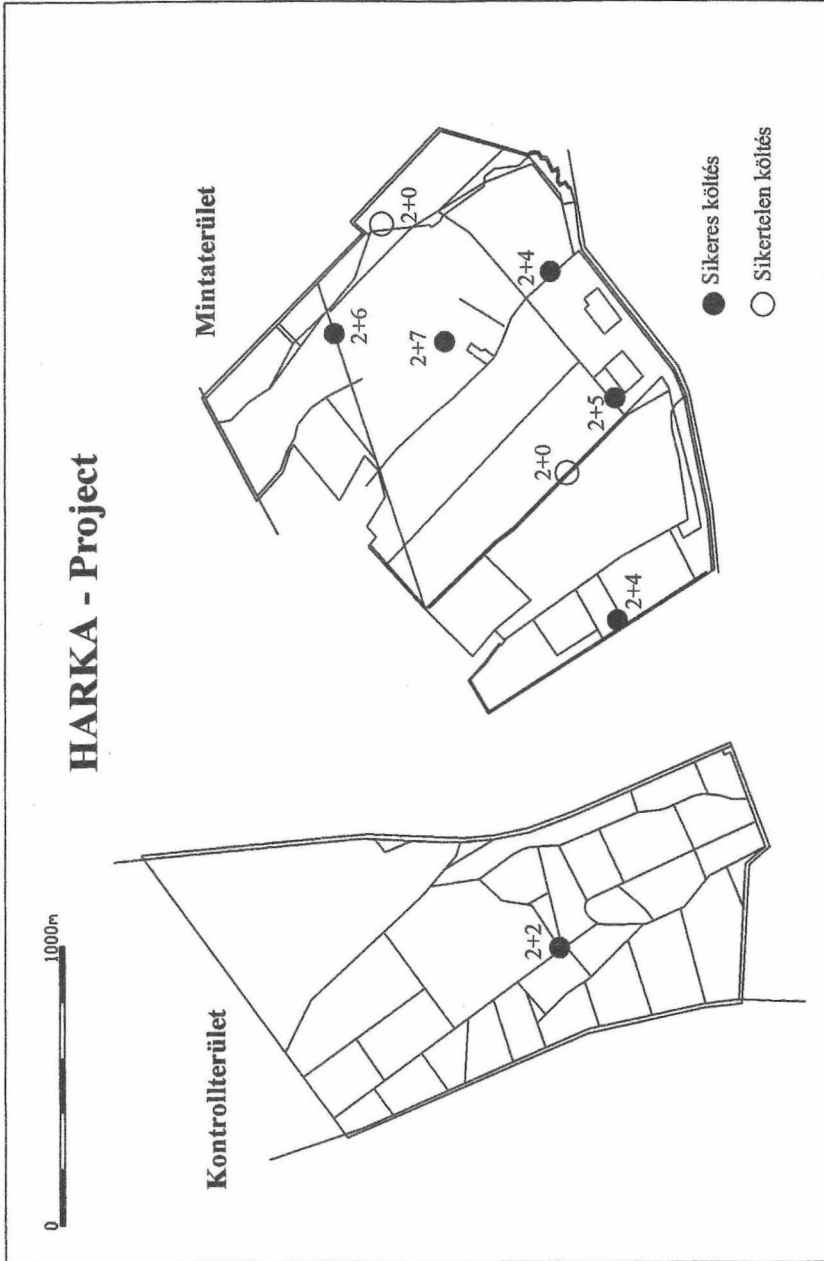 HARKA - Project
0
1000m
Kontrollterület
Mintaterület
2+2
2+4
2+0
2+5
2+7
2+6
2+4
2+0
Sikeres költés
Sikertelen költés